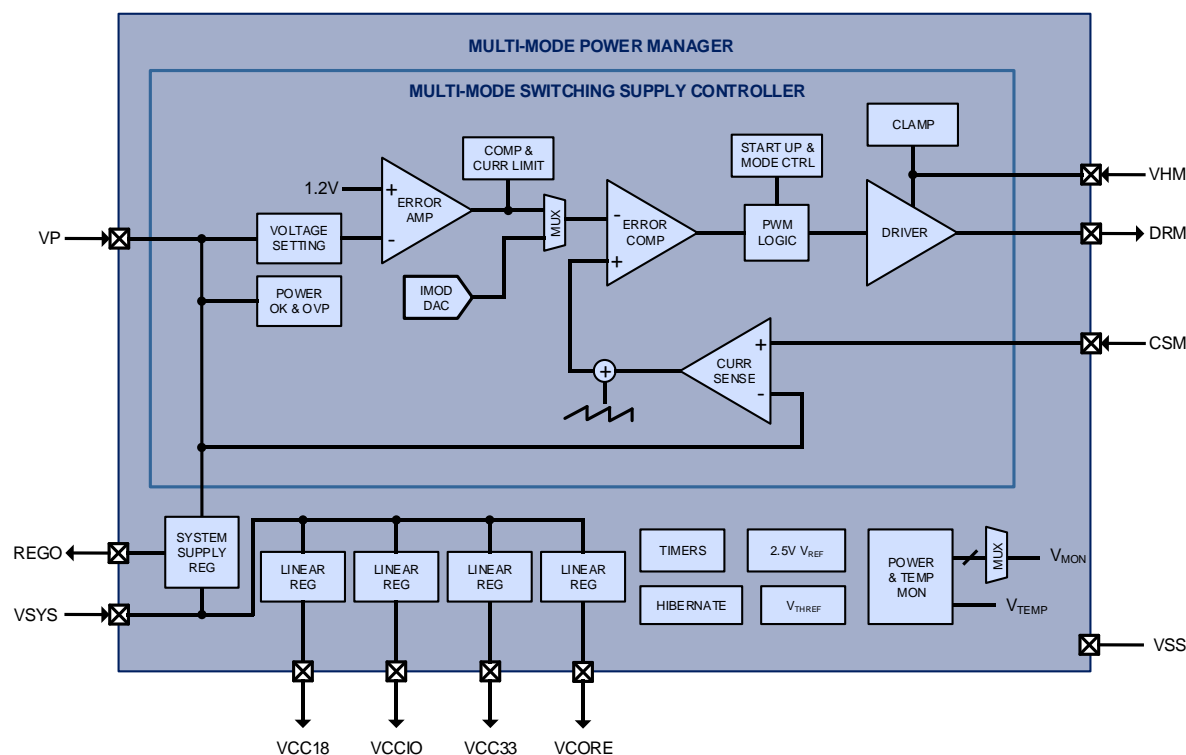 MULTI-MODE POWER MANAGER
MULTI-MODE SWITCHING SUPPLY CONTROLLER
CLAMP
COMP &
CURR LIMIT
START UP &
MODE CTRL
VHM
1.2V
+
ERROR
AMP
-
MUX
-
ERROR
COMP
+
PWM
LOGIC
DRIVER
DRM
VP
VOLTAGE
SETTING
POWER
OK & OVP
IMOD
DAC
CSM
+
CURR
SENSE
-
+
REGO
SYSTEM
SUPPLY
REG
VSYS
LINEAR
REG
LINEAR
REG
LINEAR
REG
LINEAR
REG
TIMERS
2.5V VREF
HIBERNATE
VTHREF
POWER
& TEMP
MON
MUX
VMON
VTEMP
VSS
VCC18
VCCIO
VCC33
VCORE